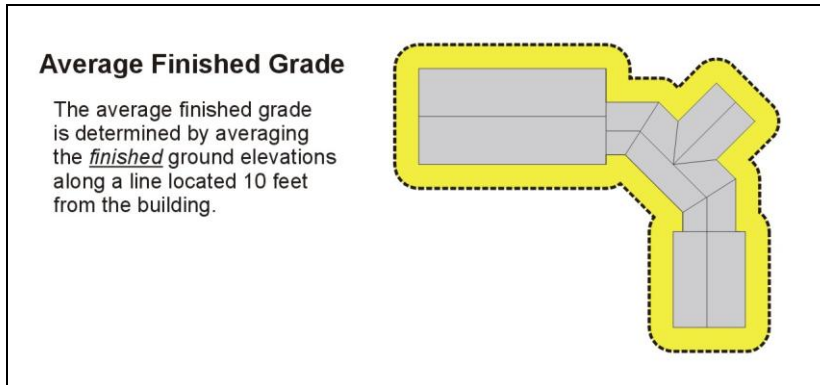 Average Finished Grade
The average finished grade
is determined by averaging
the finished ground elevations
along a line located 10 feet
from the building.